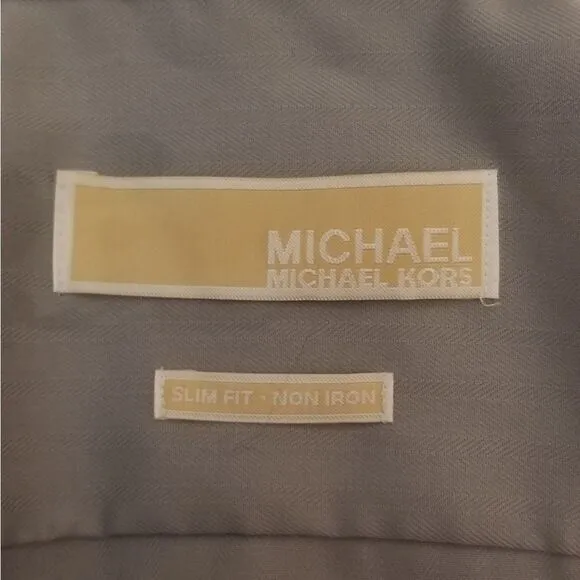 MICHAEL
MICHAEL KORS
SLIM FIT · NON IRON